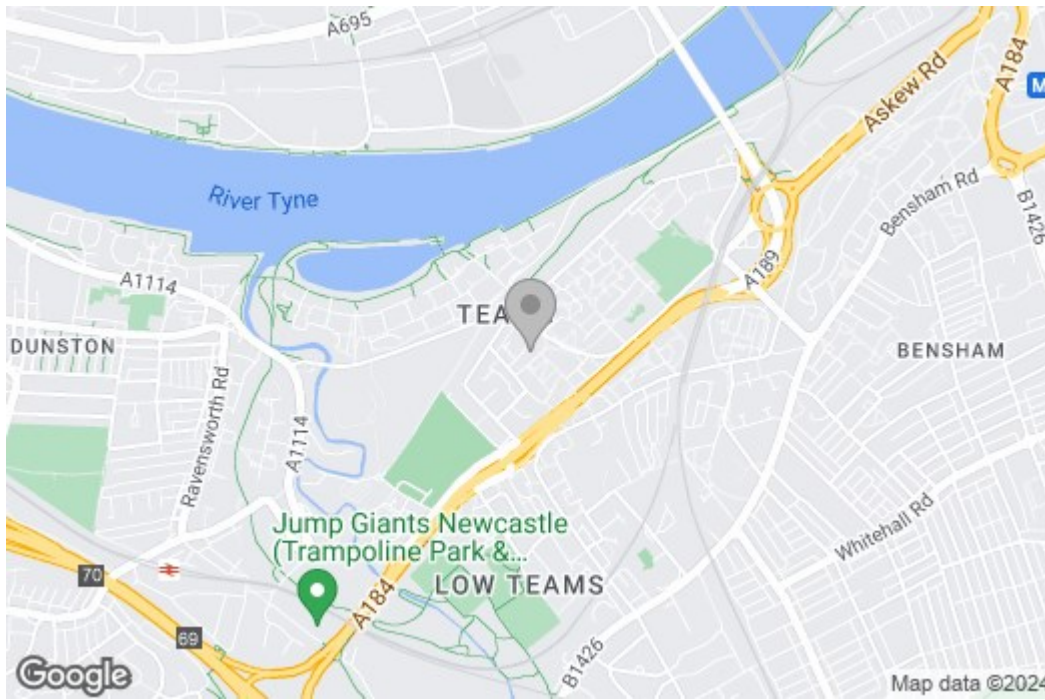 A695
A184
M
Askew Rd
River Tyne
Bensham Rd
B1426
A189
A1114
DUNSTON
BENSHAM
Ravensworth Rd
A1114
Whitehall Rd
Jump Giants Newcastle
(Trampoline Park &...
70
LOW TEAMS
A184
69
B1426
Google
Map data ©2024